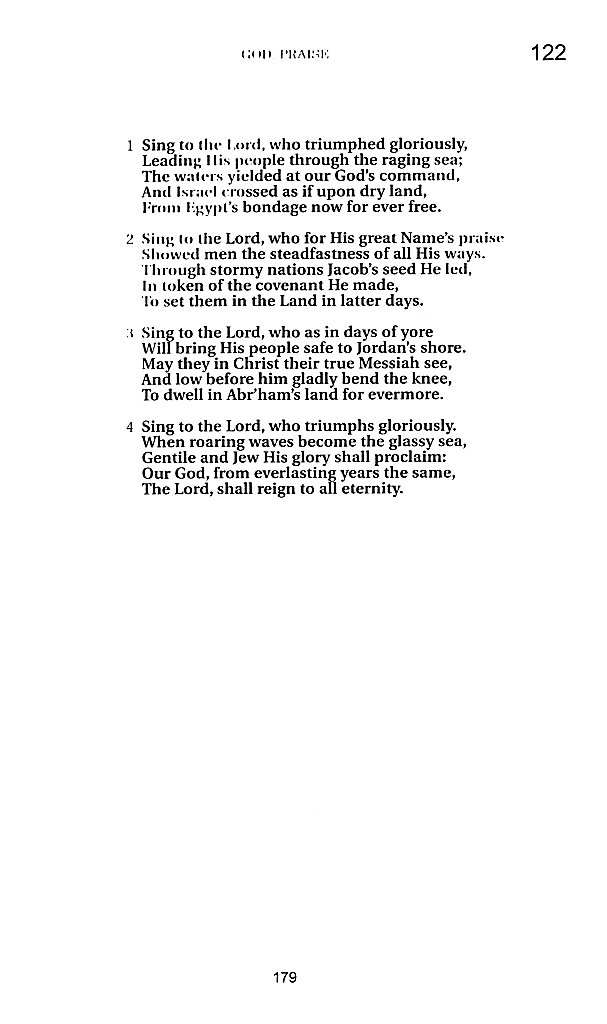 GOD PRAISE
122
1 Sing to the Lord, who triumphed gloriously,
Leading His people through the raging sea;
The waters yielded at our God's command,
And Israel crossed as if upon dry land,
From Egypt's bondage now for ever free.
2 Sing to the Lord, who for His great Name's praise
Showed men the steadfastness of all His ways.
Through stormy nations Jacob's seed He led,
In token of the covenant He made,
To set them in the Land in latter days.
3 Sing to the Lord, who as in days of yore
Will bring His people safe to Jordan's shore.
May they in Christ their true Messiah see,
And low before him gladly bend the knee,
To dwell in Abr'ham's land for evermore.
4 Sing to the Lord, who triumphs gloriously.
When roaring waves become the glassy sea,
Gentile and Jew His glory shall proclaim:
Our God, from everlasting years the same,
The Lord, shall reign to all eternity.
179